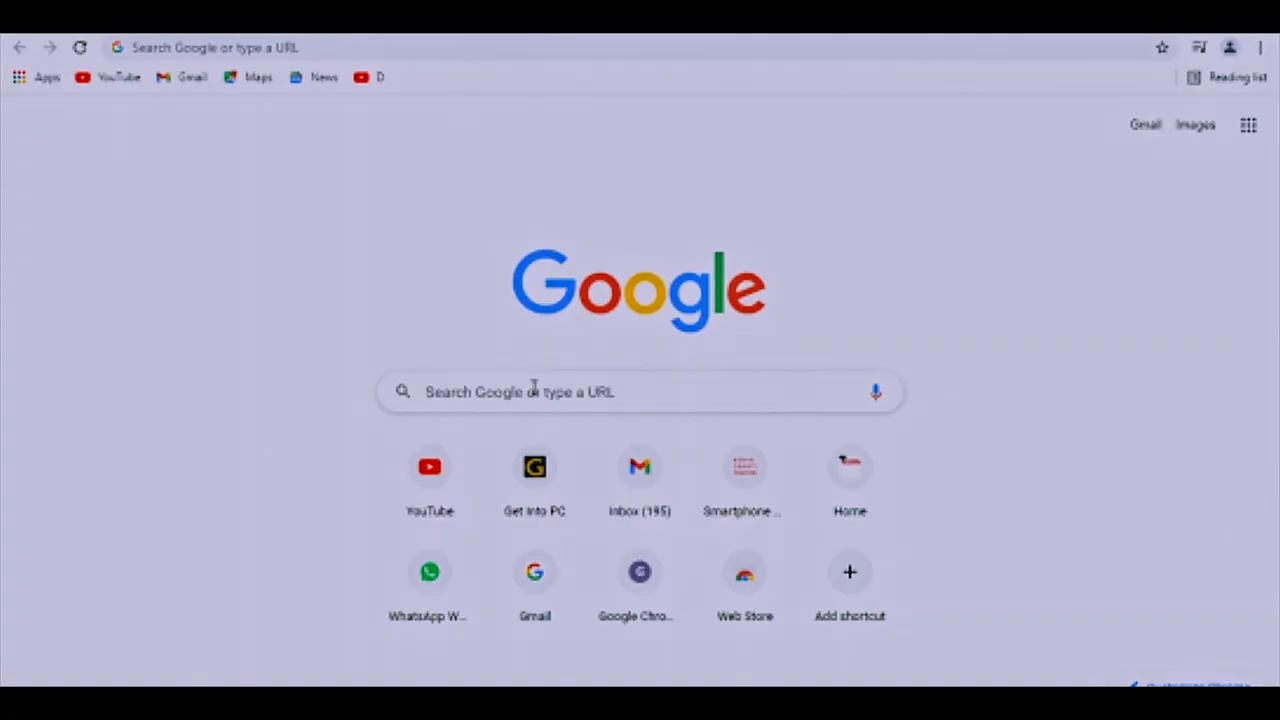 Search Google or type a URL
Apps YouTube Gmail Maps News D Reading list
Gmail Images
Google
Search Google or type a URL
YouTube Get Into PC Inbox (195) Smartphone ... Home
WhatsApp W... Gmail Google Chro... Web Store Add shortcut